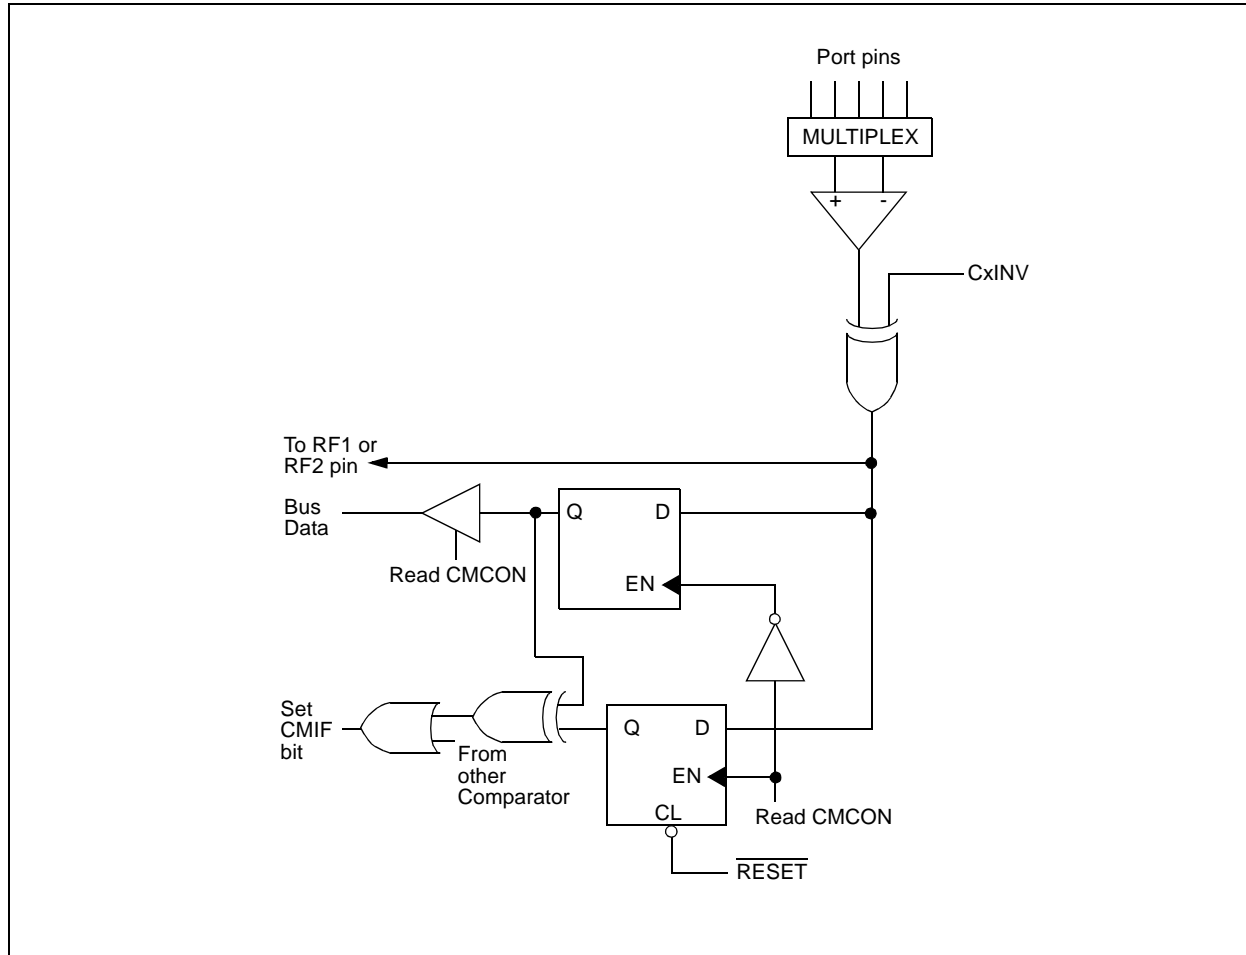 Port pins
MULTIPLEX
+ -
CxINV
To RF1 or
RF2 pin
Bus
Data
Q D
EN
Read CMCON
Set
CMIF
bit
From
other
Comparator
Q D
EN
CL
Read CMCON
RESET